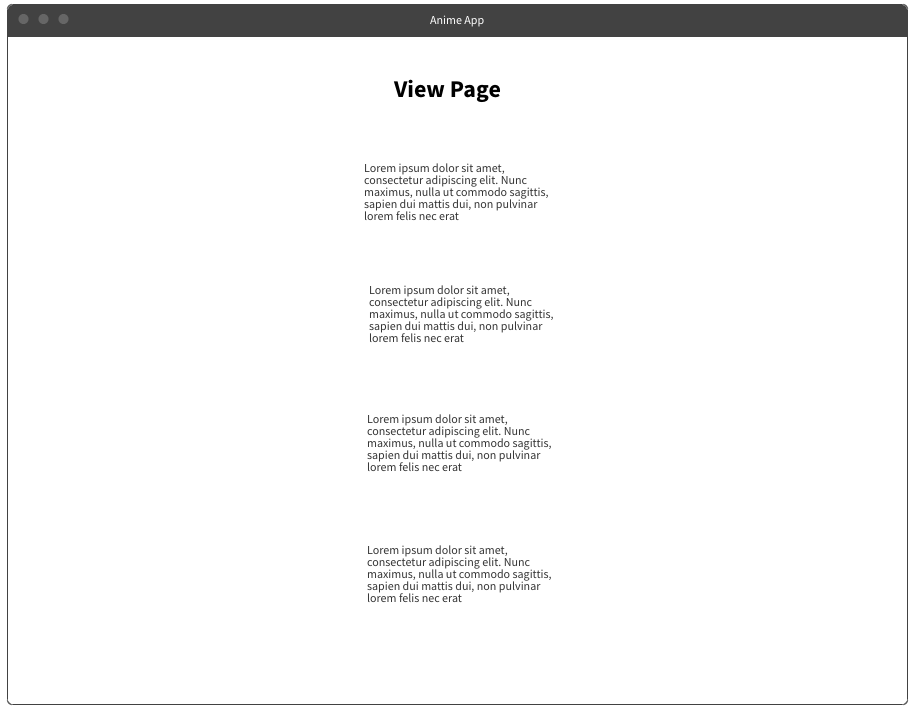 Anime App
View Page
Lorem ipsum dolor sit amet,
consectetur adipiscing elit. Nunc
maximus, nulla ut commodo sagittis,
sapien dui mattis dui, non pulvinar
lorem felis nec erat
Lorem ipsum dolor sit amet,
consectetur adipiscing elit. Nunc
maximus, nulla ut commodo sagittis,
sapien dui mattis dui, non pulvinar
lorem felis nec erat
Lorem ipsum dolor sit amet,
consectetur adipiscing elit. Nunc
maximus, nulla ut commodo sagittis,
sapien dui mattis dui, non pulvinar
lorem felis nec erat
Lorem ipsum dolor sit amet,
consectetur adipiscing elit. Nunc
maximus, nulla ut commodo sagittis,
sapien dui mattis dui, non pulvinar
lorem felis nec erat